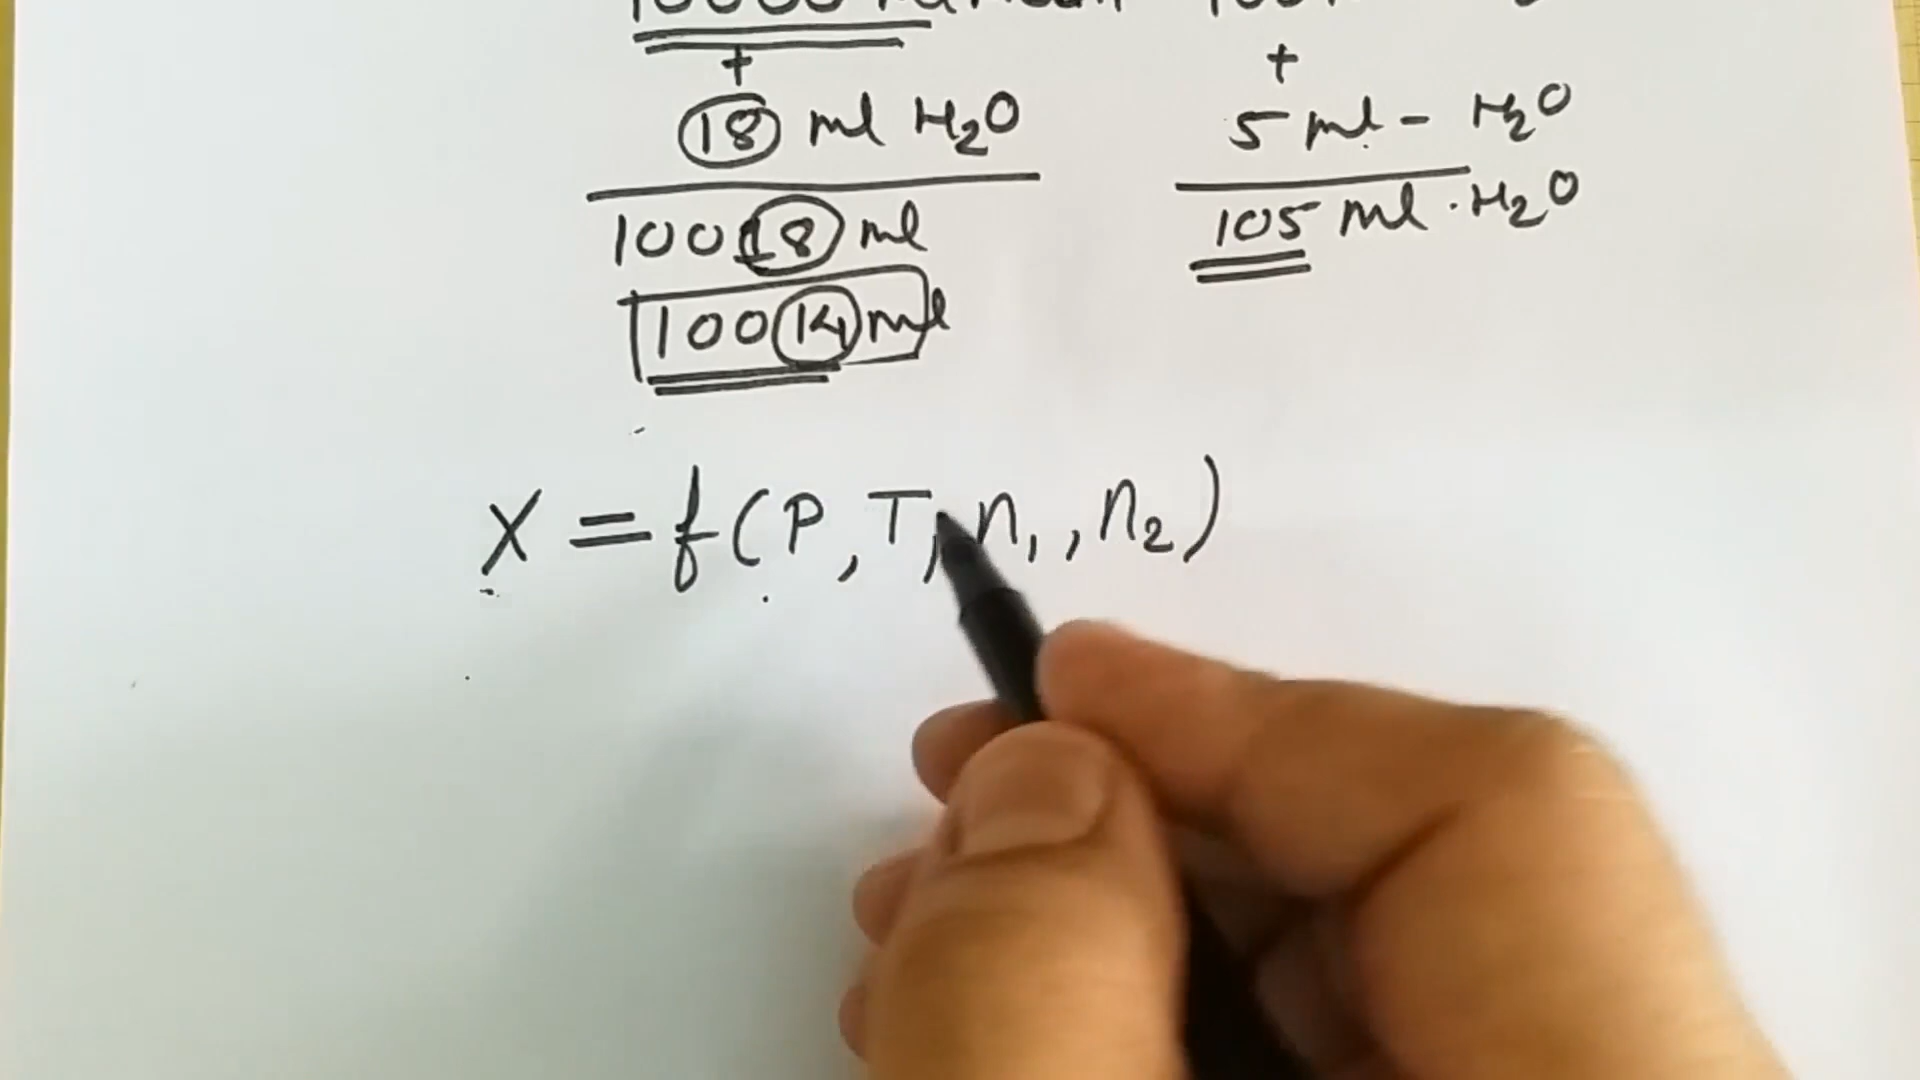 + +
18 ml H2O 5 ml - H2O
10018 ml 105 ml . H2O
10014 ml
X = f(P, T, n1, n2)